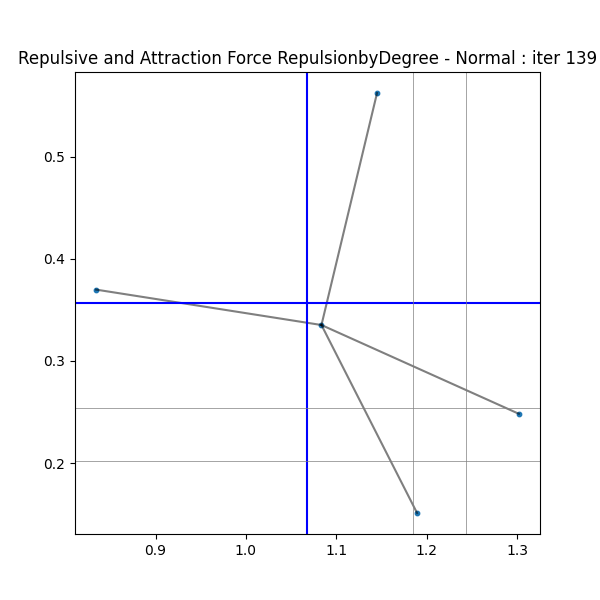 Repulsive and Attraction Force RepulsionbyDegree - Normal : iter 139
0.5
0.4
0.3
0.2
0.9 1.0 1.1 1.2 1.3